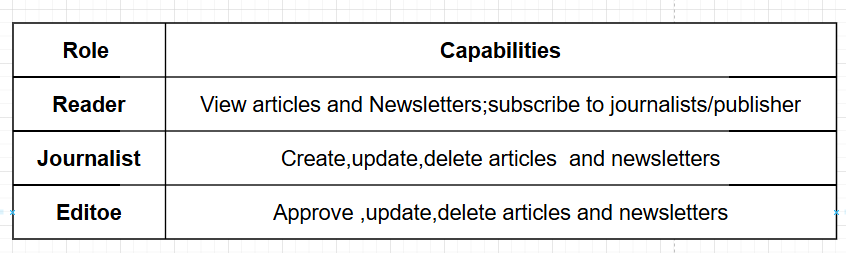 Role Capabilities
Reader View articles and Newsletters;subscribe to journalists/publisher
Journalist Create,update,delete articles  and newsletters
Editoe Approve ,update,delete articles and newsletters